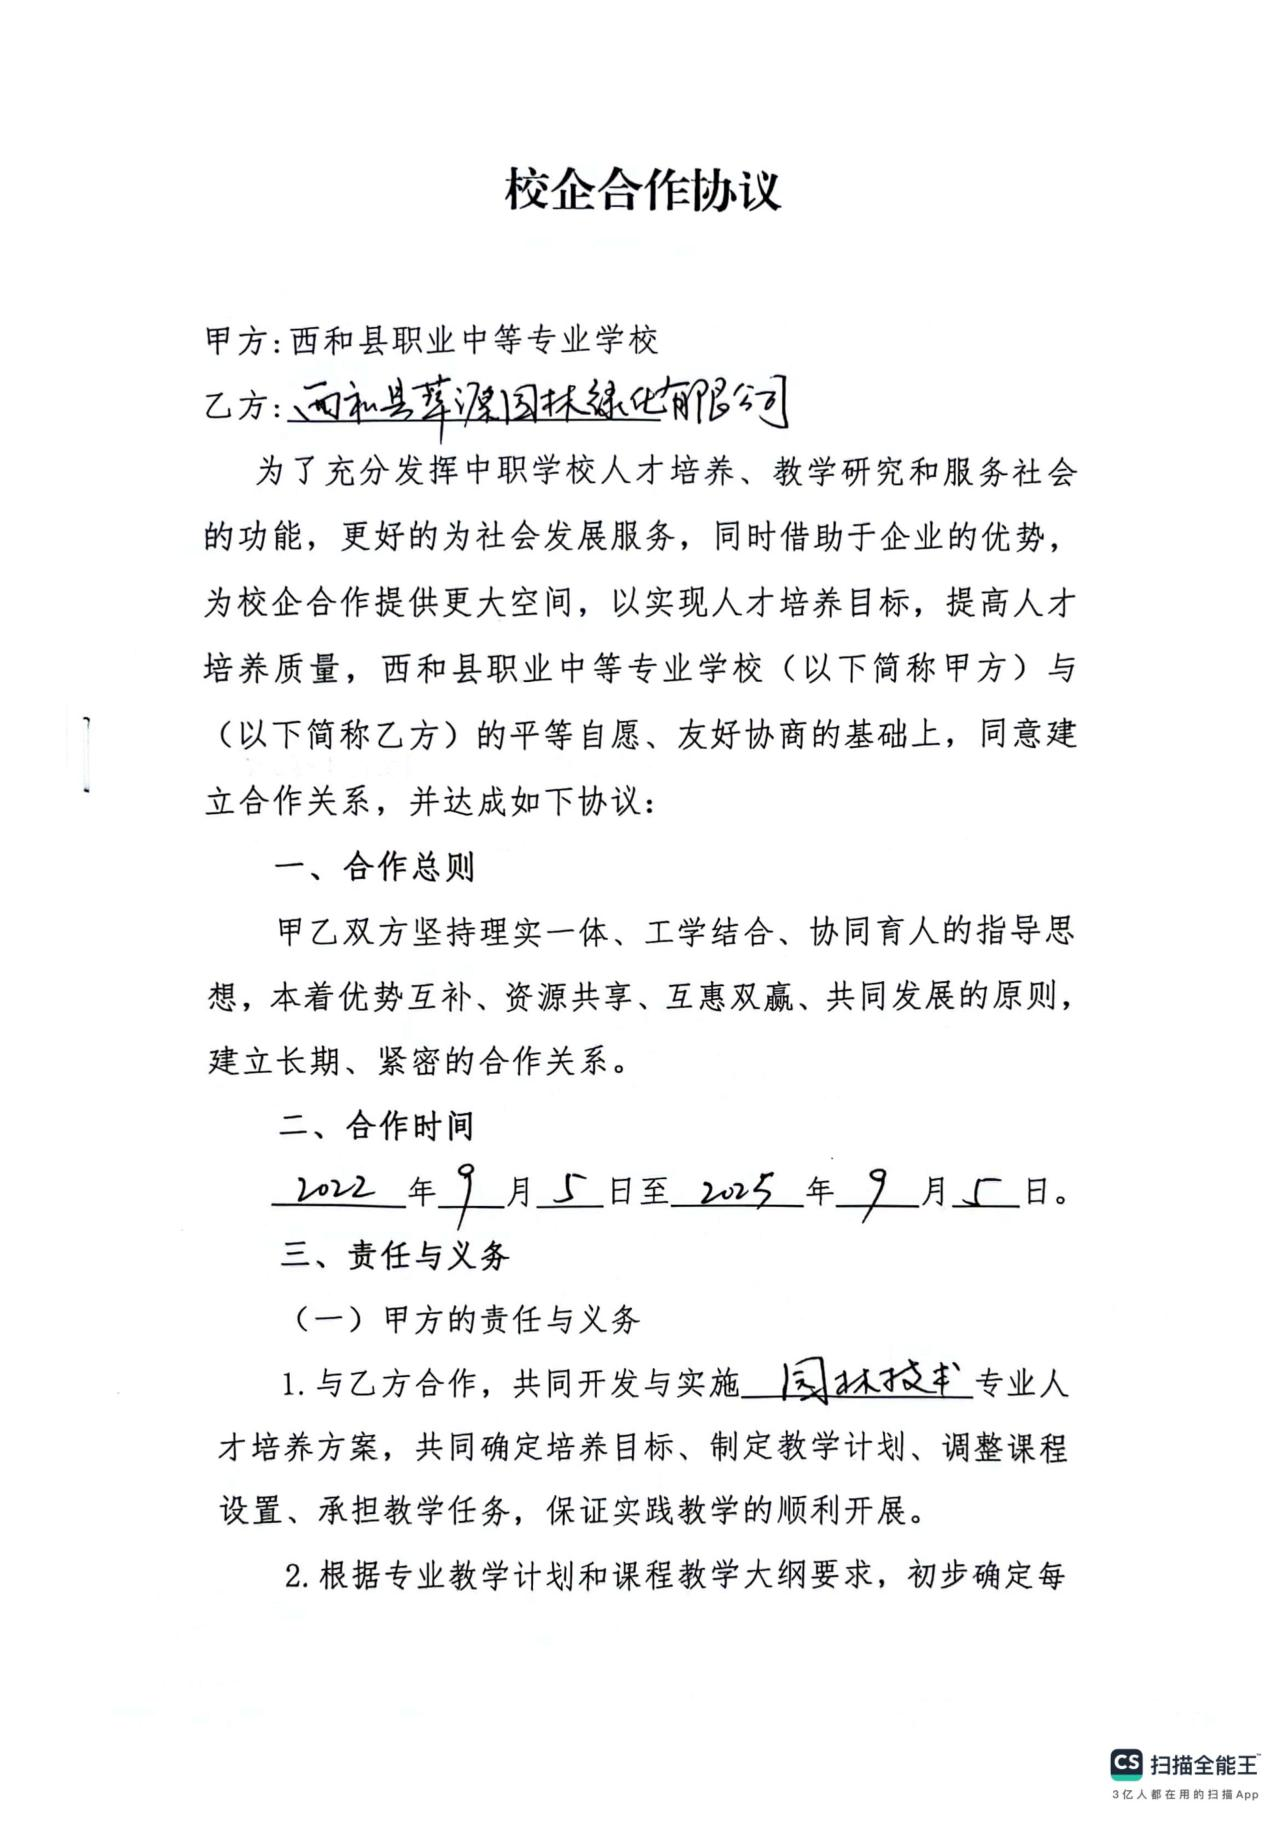 校企合作协议
甲方:西和县职业中等专业学校
乙方:西和县萃源园林绿化有限公司
为了充分发挥中职学校人才培养、教学研究和服务社会
的功能，更好的为社会发展服务，同时借助于企业的优势，
为校企合作提供更大空间，以实现人才培养目标，提高人才
培养质量，西和县职业中等专业学校（以下简称甲方）与
（以下简称乙方）的平等自愿、友好协商的基础上，同意建
立合作关系，并达成如下协议：
一、合作总则
甲乙双方坚持理实一体、工学结合、协同育人的指导思
想，本着优势互补、资源共享、互惠双赢、共同发展的原则，
建立长期、紧密的合作关系。
二、合作时间
2022年9月5日至2025年9月5日。
三、责任与义务
（一）甲方的责任与义务
1.与乙方合作，共同开发与实施园林技术专业人
才培养方案，共同确定培养目标、制定教学计划、调整课程
设置、承担教学任务，保证实践教学的顺利开展。
2.根据专业教学计划和课程教学大纲要求，初步确定每
CS 扫描全能王
3亿人都在用的扫描App